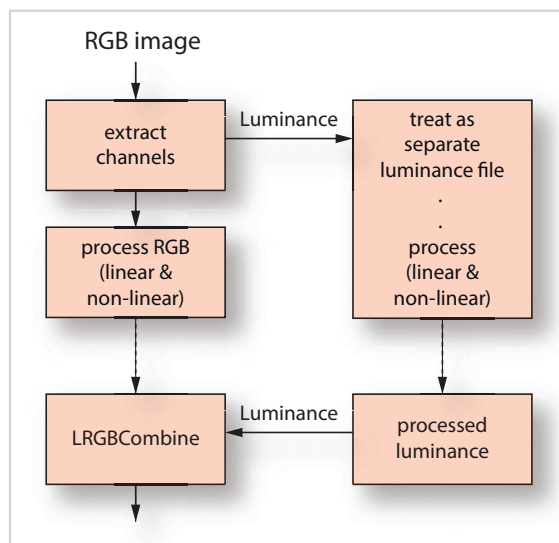 RGB image
extract
channels
Luminance
treat as
separate
luminance file
.
.
process
(linear &
non-linear)
process RGB
(linear &
non-linear)
LRGBCombine
Luminance
processed
luminance